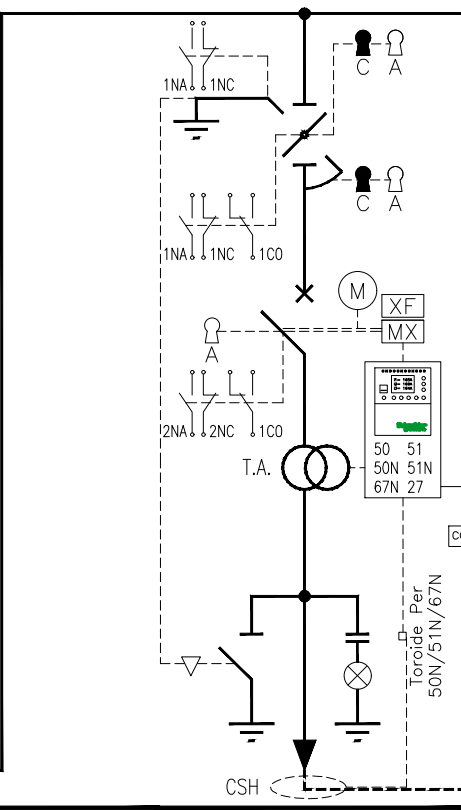 C A
1NA 1NC
C A
1NA 1NC 1CO
M
XF
MX
A
2NA 2NC 1CO
50 51
50N 51N
67N 27
T.A.
Toroide Per
50N/51N/67N
CSH